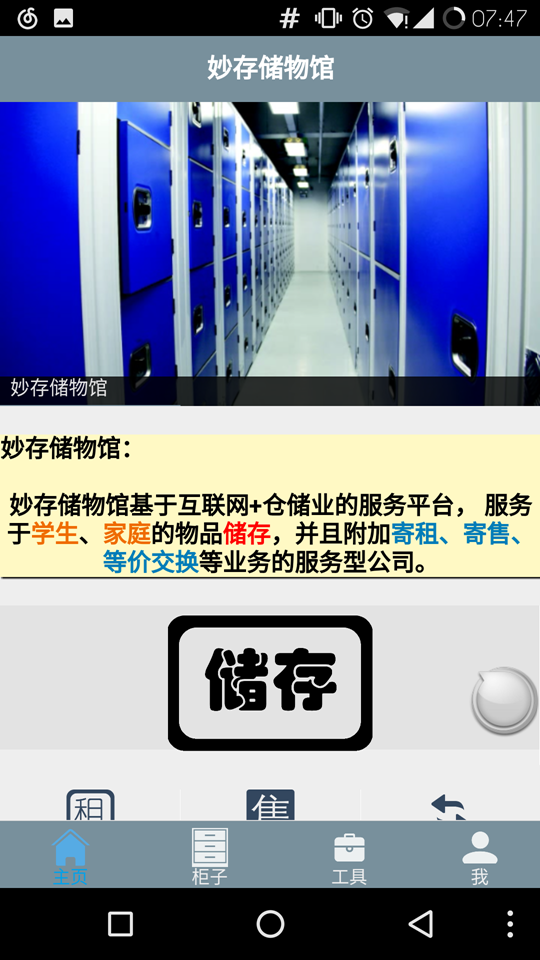 07:47
妙存储物馆
妙存储物馆
妙存储物馆：
妙存储物馆基于互联网+仓储业的服务平台， 服务
于学生、家庭的物品储存，并且附加寄租、寄售、
等价交换等业务的服务型公司。
储存
租 售
主页 柜子 工具 我